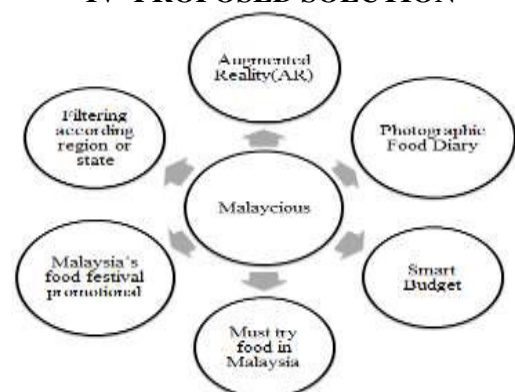 IV PROPOSED SOLUTION
Augmented
Reality(AR)
Filtering
according
region or
state
Photographic
Food Diary
Malaycious
Malaysia's
food festival
promotional
Smart
Budget
Must try
food in
Malaysia